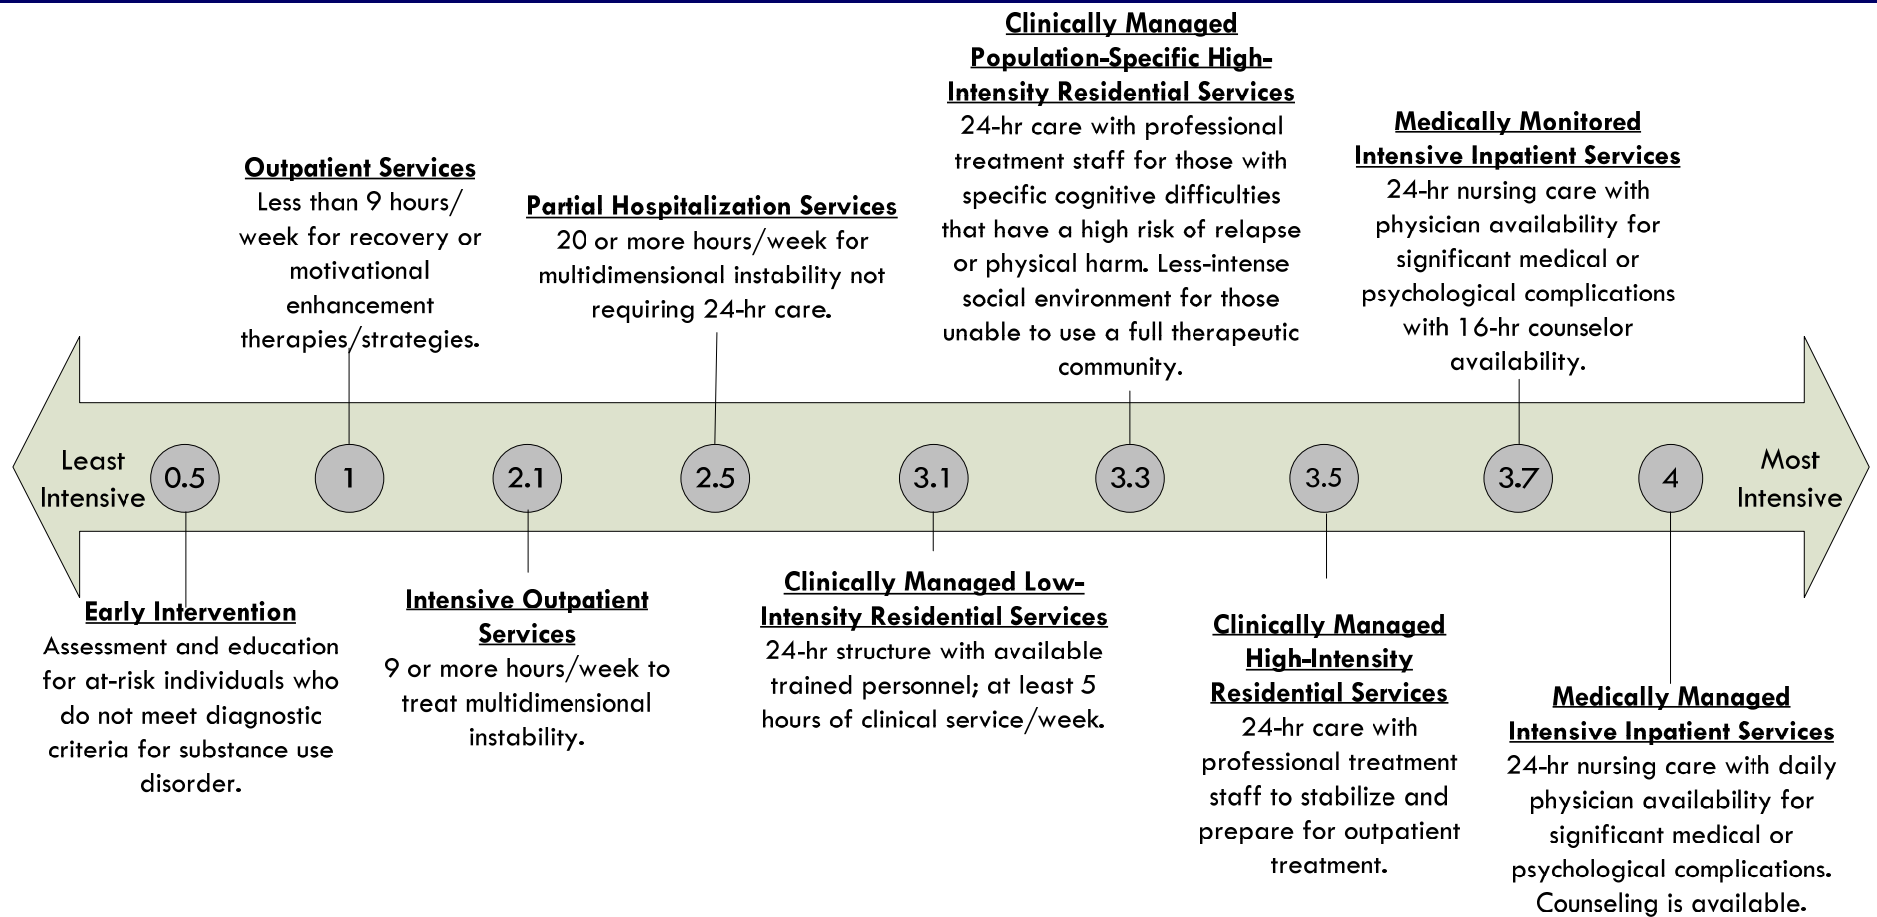 Clinically Managed
Population-Specific High-
Intensity Residential Services
24-hr care with professional
treatment staff for those with
specific cognitive difficulties
that have a high risk of relapse
or physical harm. Less-intense
social environment for those
unable to use a full therapeutic
community.
Medically Monitored
Intensive Inpatient Services
24-hr nursing care with
physician availability for
significant medical or
psychological complications
with 16-hr counselor
availability.
Outpatient Services
Less than 9 hours/
week for recovery or
motivational
enhancement
therapies/strategies.
Partial Hospitalization Services
20 or more hours/week for
multidimensional instability not
requiring 24-hr care.
Least
Intensive
0.5
1
2.1
2.5
3.1
3.3
3.5
3.7
4
Most
Intensive
Early Intervention
Assessment and education
for at-risk individuals who
do not meet diagnostic
criteria for substance use
disorder.
Intensive Outpatient
Services
9 or more hours/week to
treat multidimensional
instability.
Clinically Managed Low-
Intensity Residential Services
24-hr structure with available
trained personnel; at least 5
hours of clinical service/week.
Clinically Managed
High-Intensity
Residential Services
24-hr care with
professional treatment
staff to stabilize and
prepare for outpatient
treatment.
Medically Managed
Intensive Inpatient Services
24-hr nursing care with daily
physician availability for
significant medical or
psychological complications.
Counseling is available.